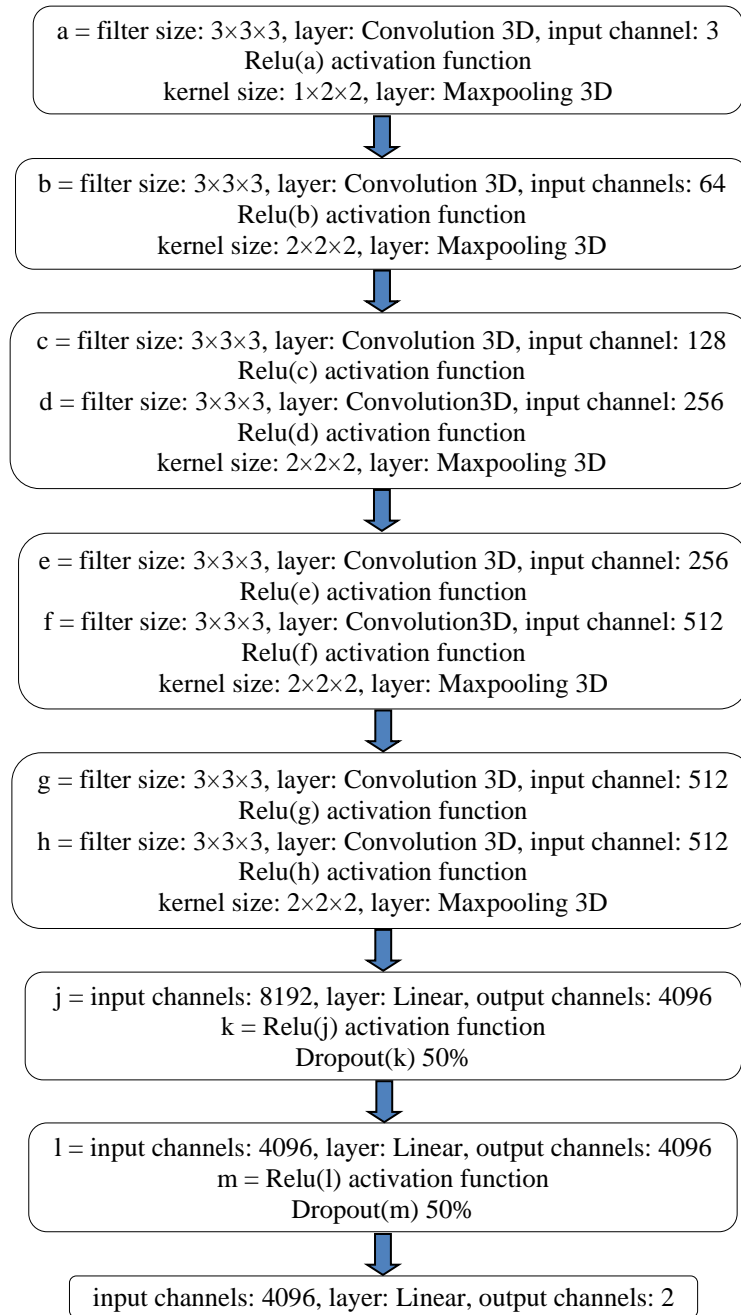 a = filter size: 3×3×3, layer: Convolution 3D, input channel: 3
Relu(a) activation function
kernel size: 1×2×2, layer: Maxpooling 3D
b = filter size: 3×3×3, layer: Convolution 3D, input channels: 64
Relu(b) activation function
kernel size: 2×2×2, layer: Maxpooling 3D
c = filter size: 3×3×3, layer: Convolution 3D, input channel: 128
Relu(c) activation function
d = filter size: 3×3×3, layer: Convolution3D, input channel: 256
Relu(d) activation function
kernel size: 2×2×2, layer: Maxpooling 3D
e = filter size: 3×3×3, layer: Convolution 3D, input channel: 256
Relu(e) activation function
f = filter size: 3×3×3, layer: Convolution3D, input channel: 512
Relu(f) activation function
kernel size: 2×2×2, layer: Maxpooling 3D
g = filter size: 3×3×3, layer: Convolution 3D, input channel: 512
Relu(g) activation function
h = filter size: 3×3×3, layer: Convolution 3D, input channel: 512
Relu(h) activation function
kernel size: 2×2×2, layer: Maxpooling 3D
j = input channels: 8192, layer: Linear, output channels: 4096
k = Relu(j) activation function
Dropout(k) 50%
l = input channels: 4096, layer: Linear, output channels: 4096
m = Relu(l) activation function
Dropout(m) 50%
input channels: 4096, layer: Linear, output channels: 2